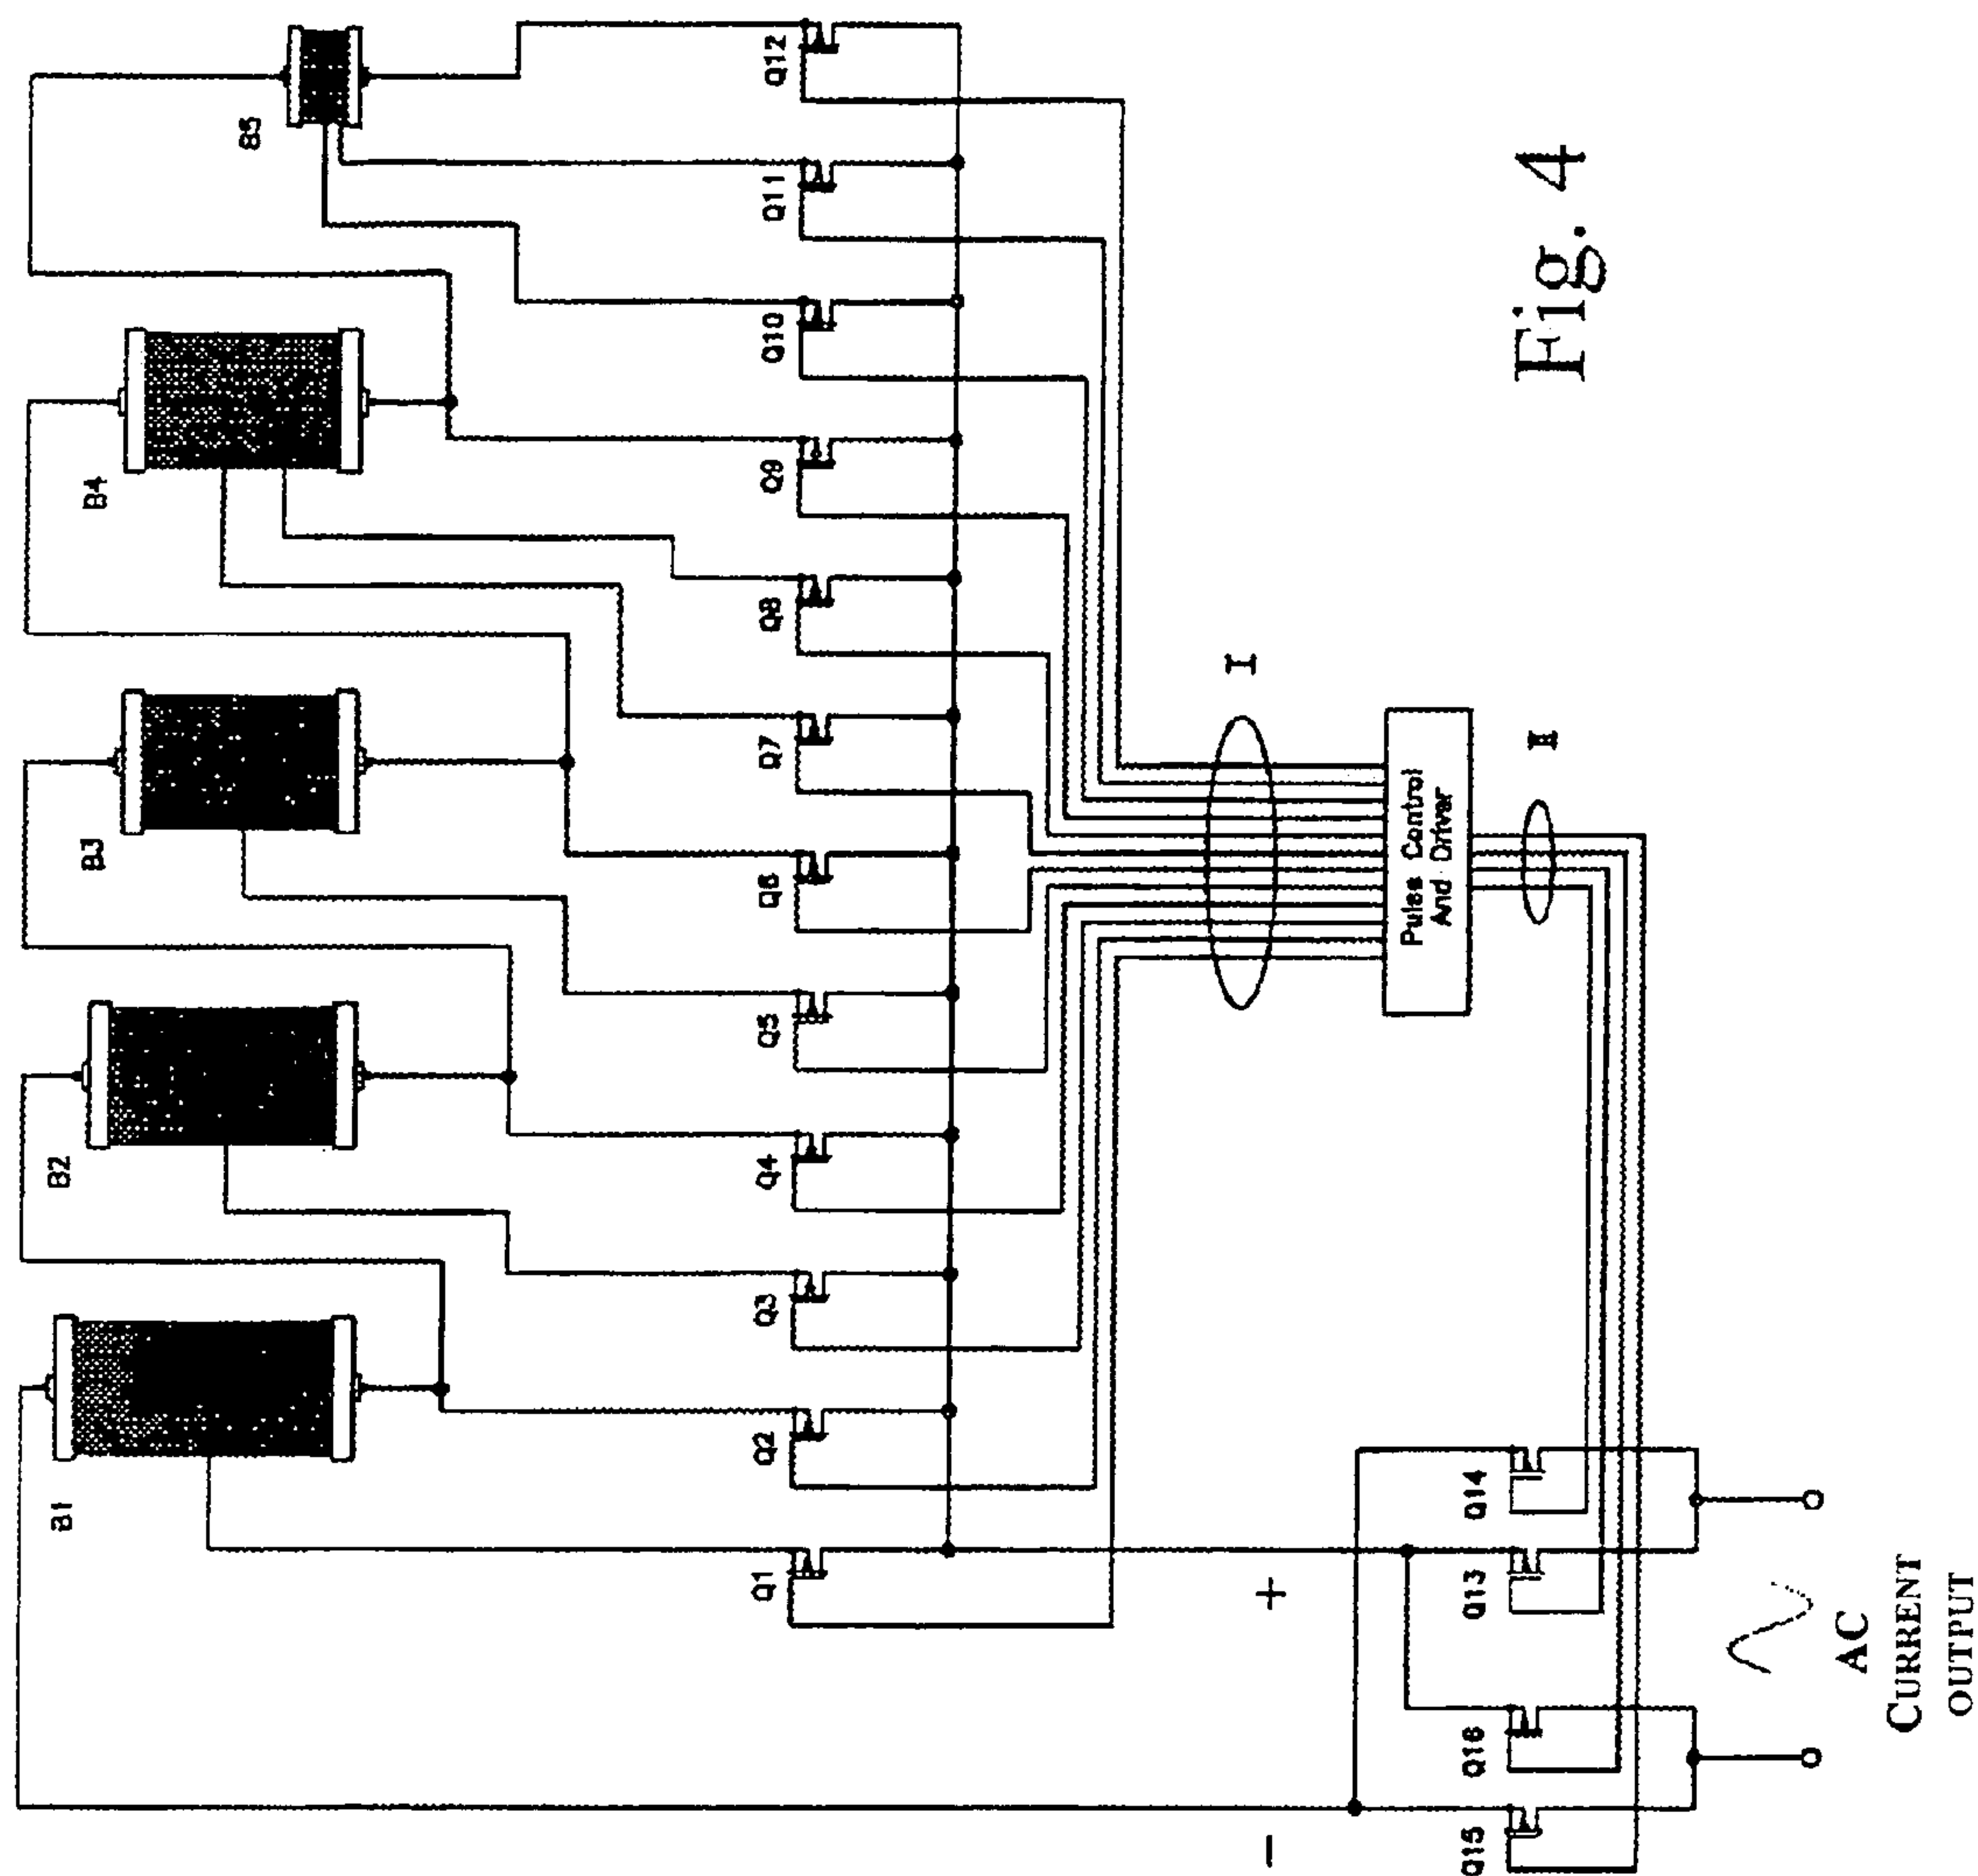 B1
B2
B3
B4
B5
Q1
Q2
Q3
Q4
Q5
Q6
Q7
Q8
Q9
Q10
Q11
Q12
I
Pulse Control
And Driver
II
+
−
Q15
Q16
Q13
Q14
AC
CURRENT
OUTPUT
Fig. 4